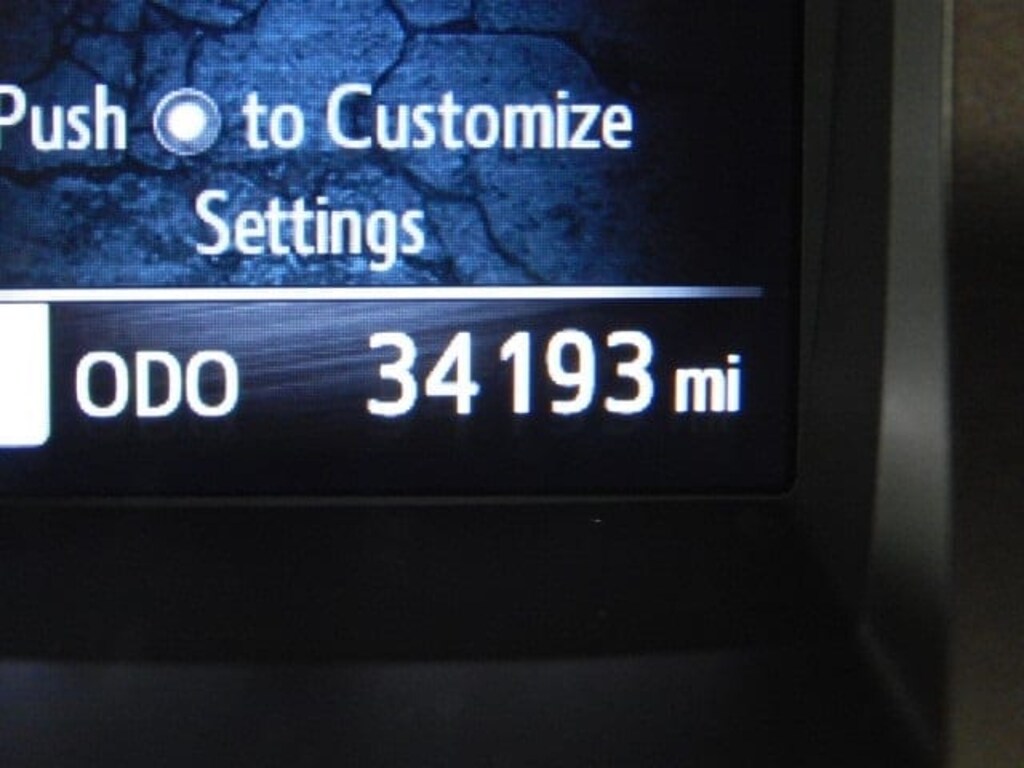 Push to Customize
Settings
ODO 34193 mi